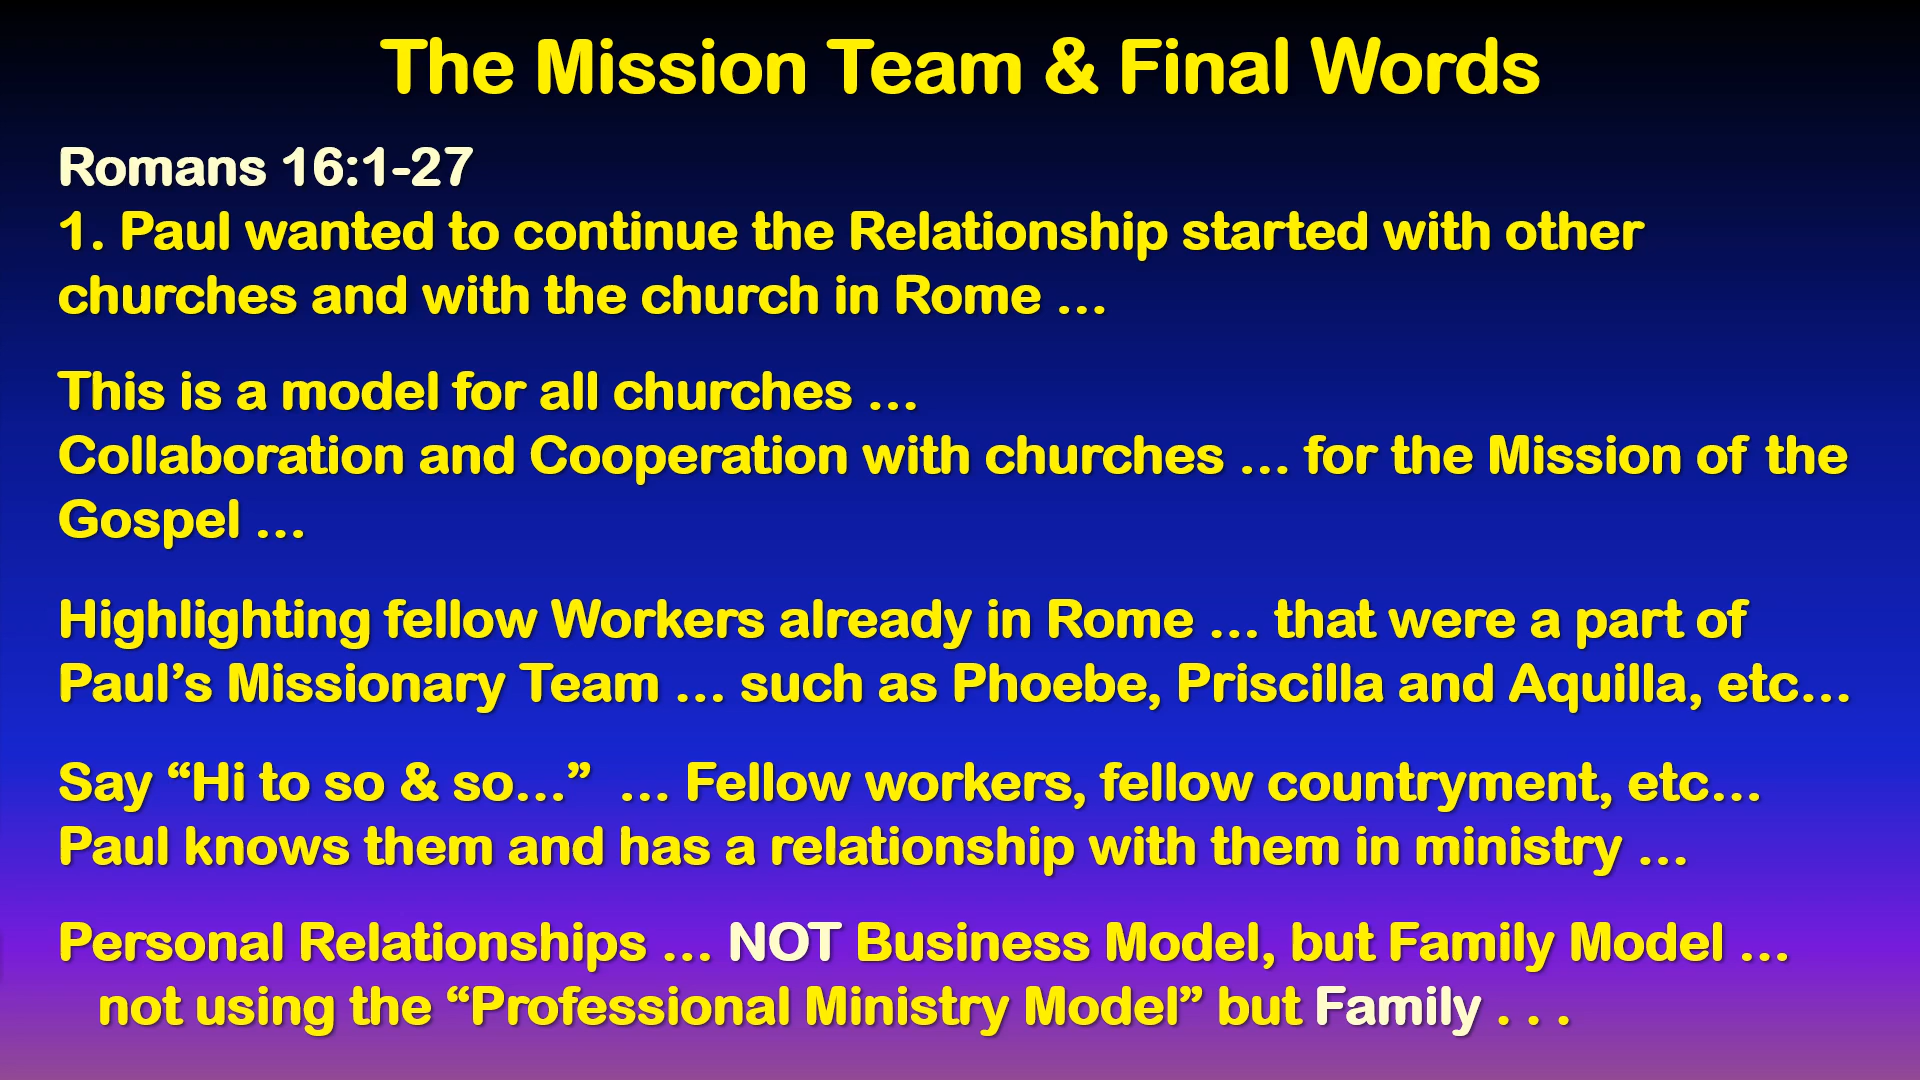 The Mission Team & Final Words
Romans 16:1-27
1. Paul wanted to continue the Relationship started with other
churches and with the church in Rome …
This is a model for all churches …
Collaboration and Cooperation with churches … for the Mission of the
Gospel …
Highlighting fellow Workers already in Rome … that were a part of
Paul’s Missionary Team … such as Phoebe, Priscilla and Aquilla, etc…
Say “Hi to so & so…” … Fellow workers, fellow countryment, etc…
Paul knows them and has a relationship with them in ministry …
Personal Relationships … NOT Business Model, but Family Model …
not using the “Professional Ministry Model” but Family . . .